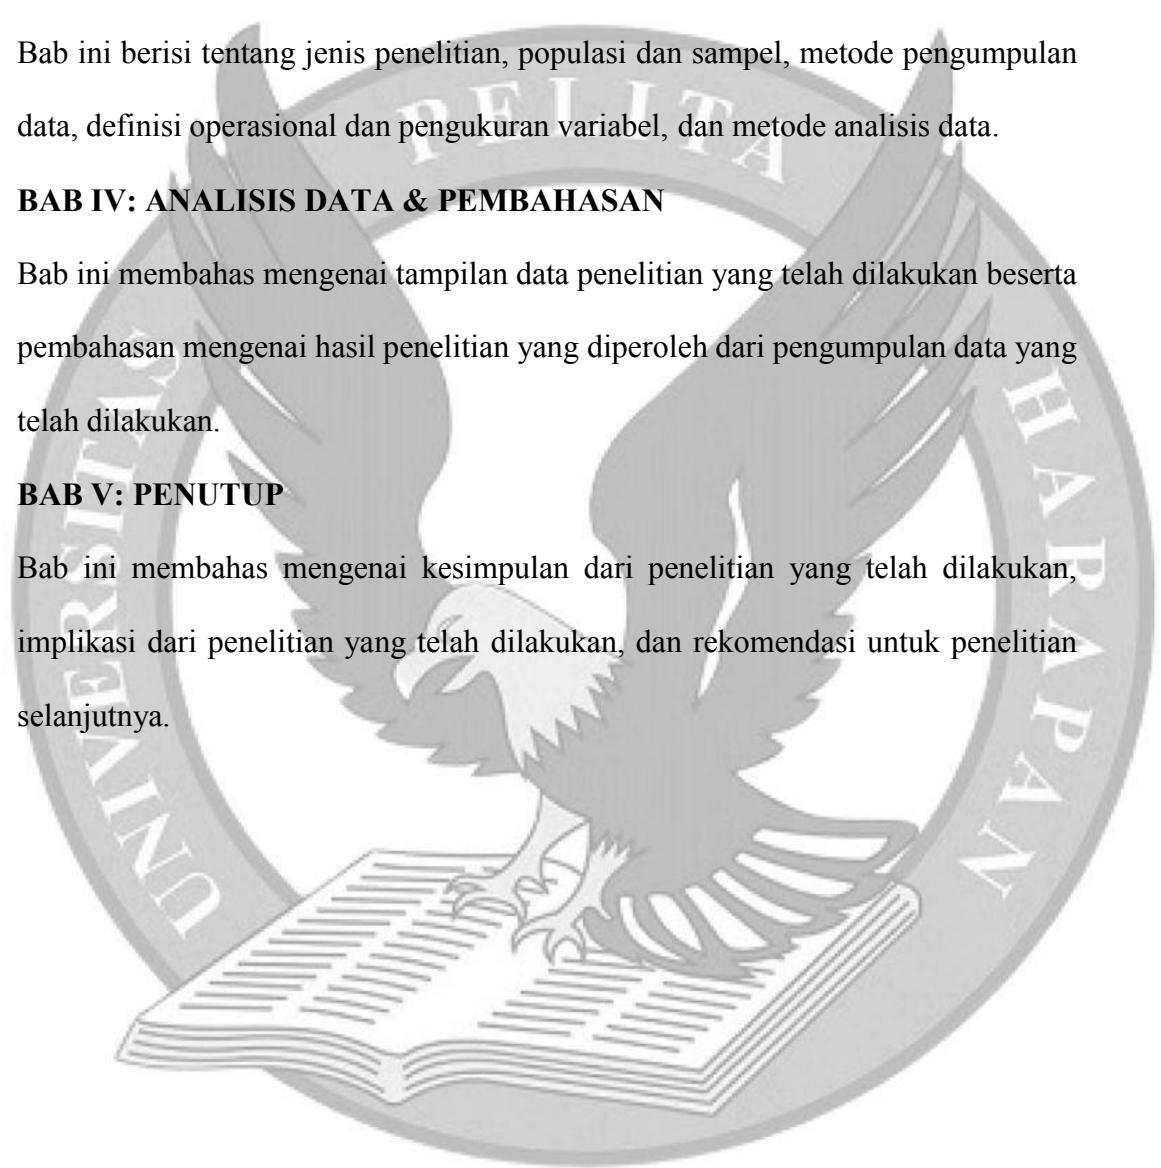 Bab ini berisi tentang jenis penelitian, populasi dan sampel, metode pengumpulan
data, definisi operasional dan pengukuran variabel, dan metode analisis data.
BAB IV: ANALISIS DATA & PEMBAHASAN
Bab ini membahas mengenai tampilan data penelitian yang telah dilakukan beserta
pembahasan mengenai hasil penelitian yang diperoleh dari pengumpulan data yang
telah dilakukan.
BAB V: PENUTUP
Bab ini membahas mengenai kesimpulan dari penelitian yang telah dilakukan,
implikasi dari penelitian yang telah dilakukan, dan rekomendasi untuk penelitian
selanjutnya.
UNIVERSITAS PELITA HARAPAN